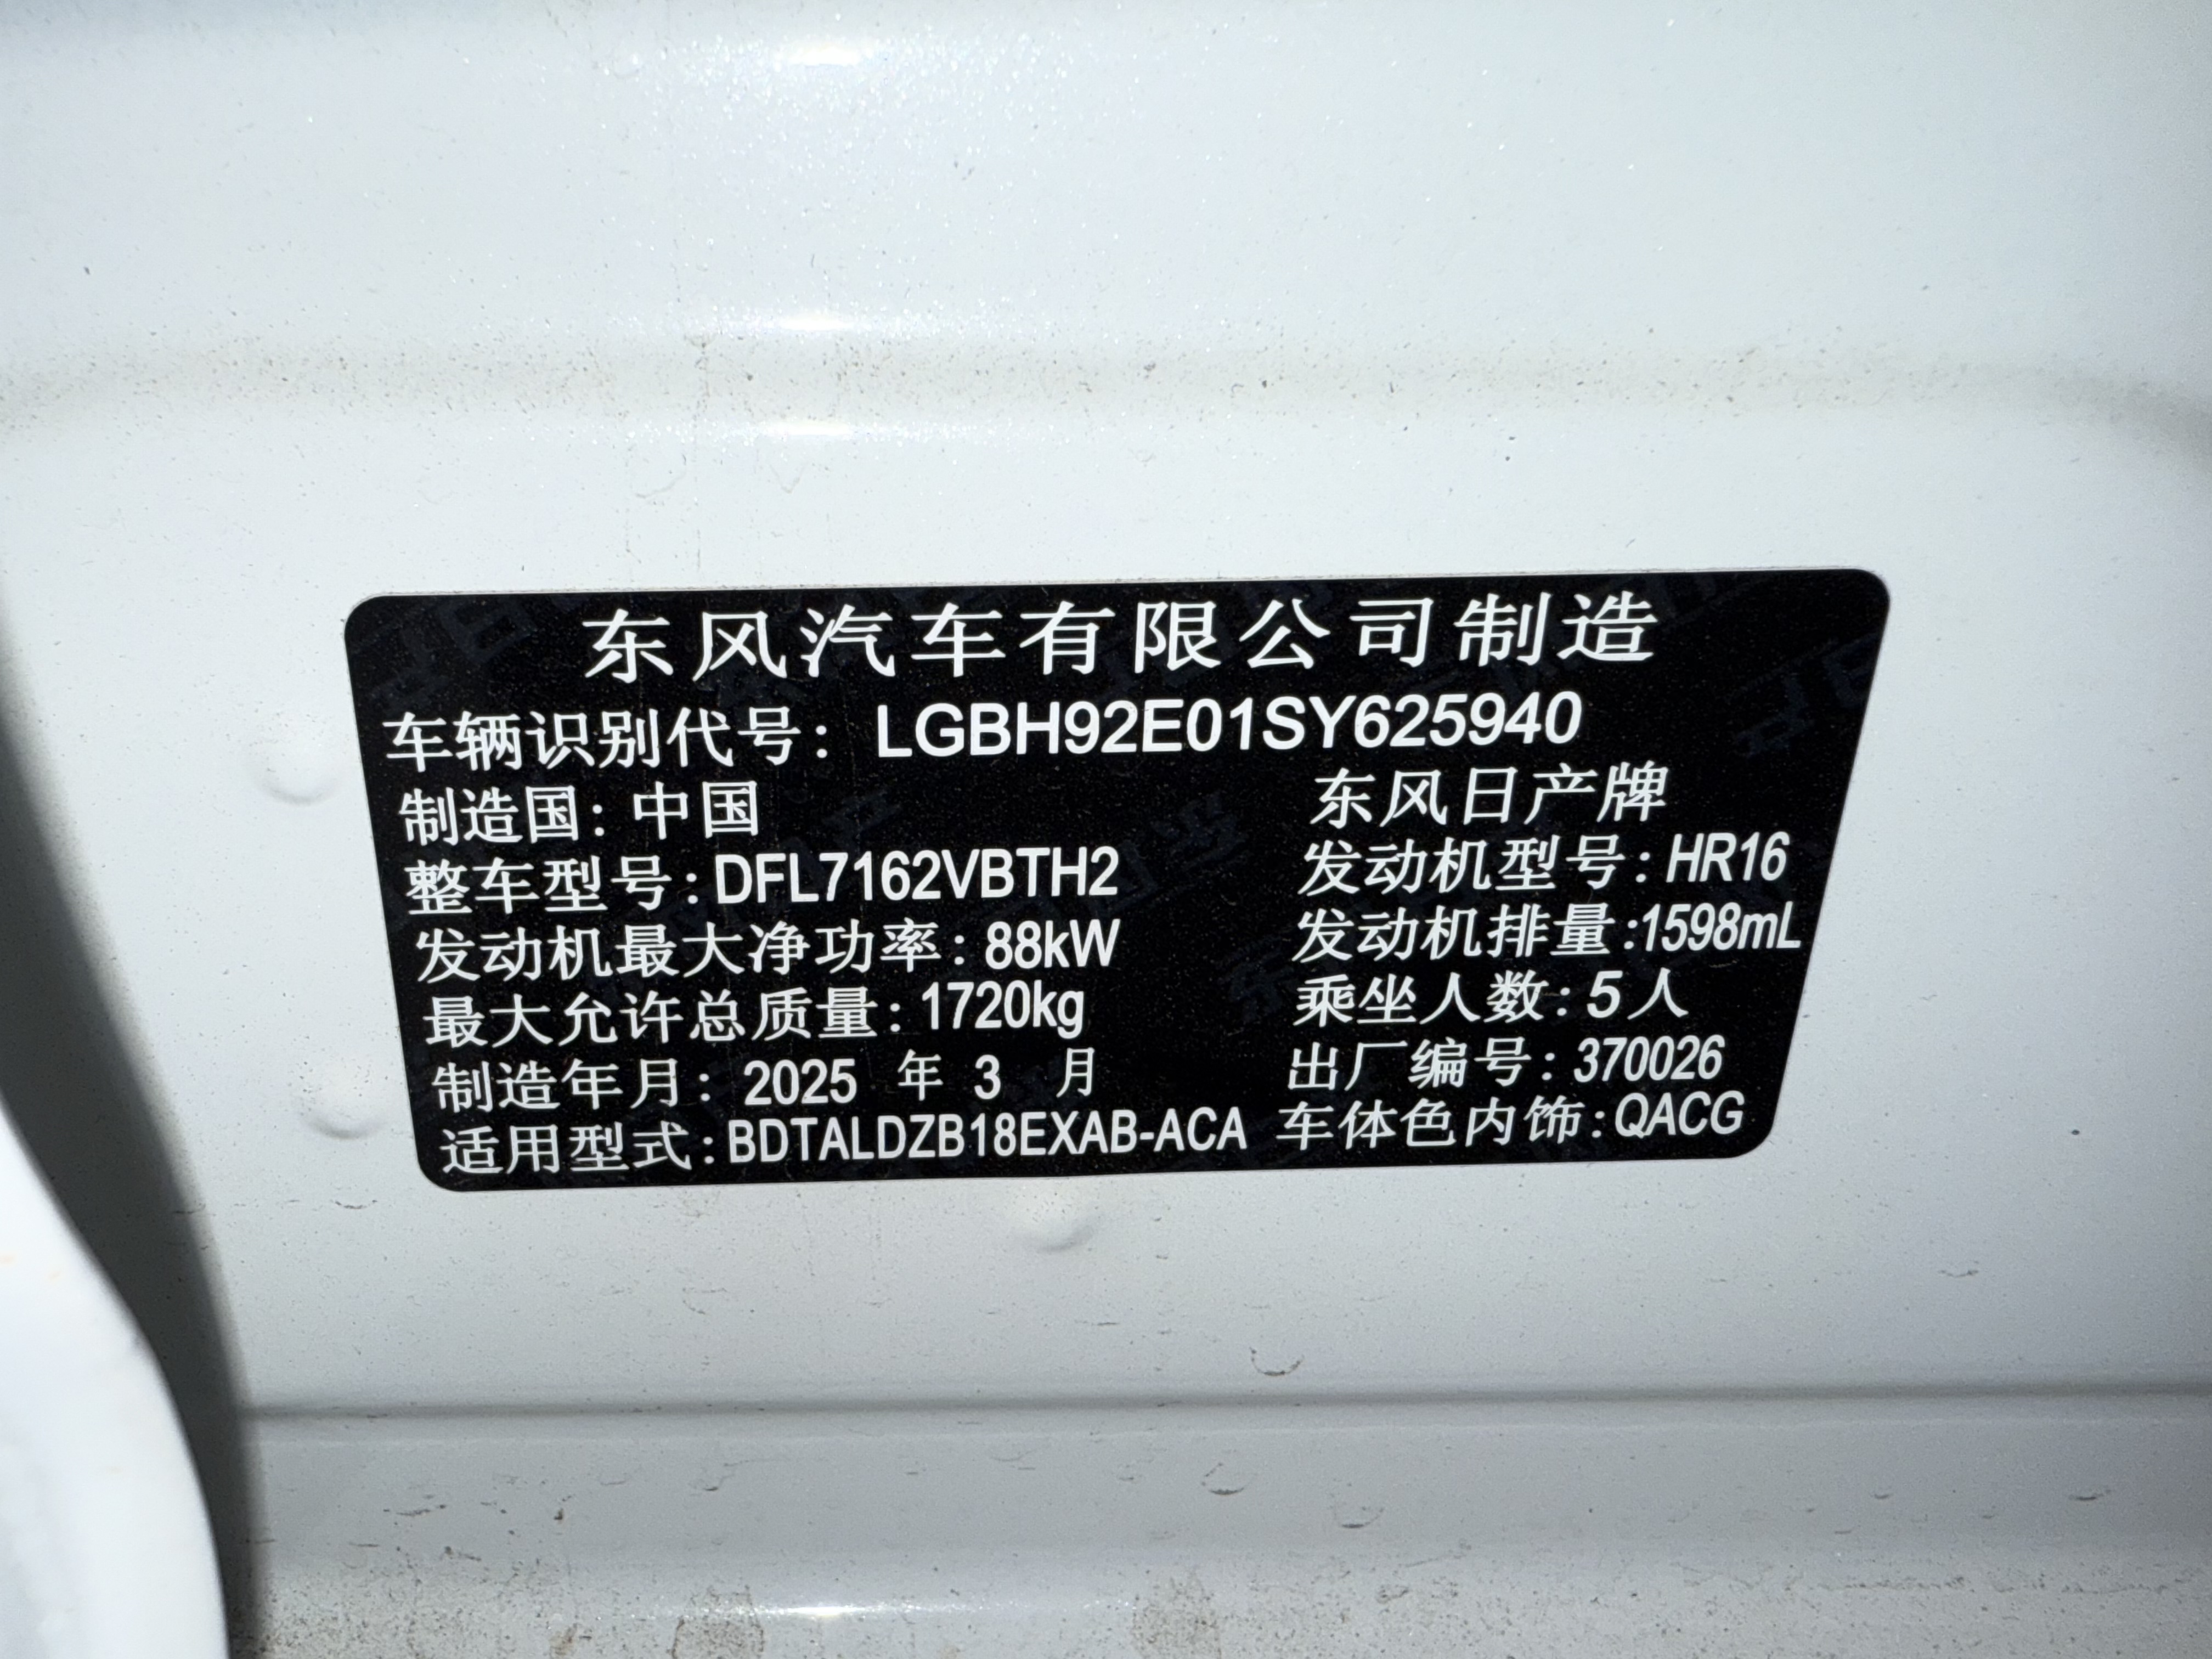 东风汽车有限公司制造
车辆识别代号：LGBH92E01SY625940
制造国：中国 东风日产牌
整车型号：DFL7162VBTH2 发动机型号：HR16
发动机最大净功率：88kW 发动机排量：1598mL
最大允许总质量：1720kg 乘坐人数：5人
制造年月：2025 年 3 月 出厂编号：370026
适用型式：BDTALDZB18EXAB-ACA 车体色内饰：QACG